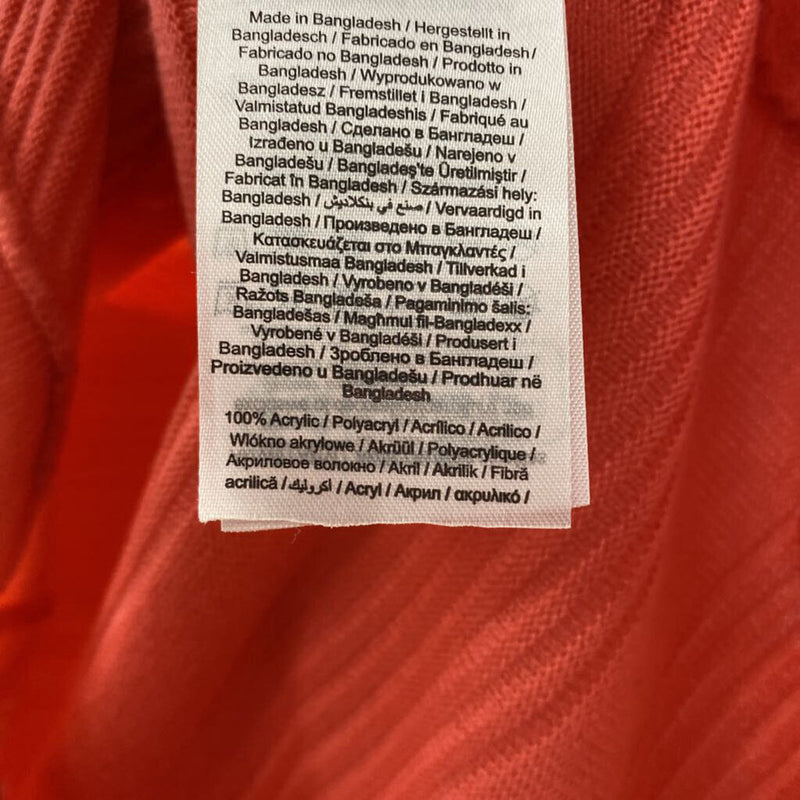 Made in Bangladesh / Hergestellt in
Bangladesch / Fabricado en Bangladesh/
Fabricado no Bangladesh / Prodotto in
Bangladesh / Wyprodukowano w
Bangladesz / Fremstillet i Bangladesh /
Valmistatud Bangladeshis / Fabriqué au
Bangladesh / Сделано в Бангладеш /
Izrađeno u Bangladešu / Narejeno v
Bangladešu / Bangladeş'te Üretilmiştir /
Fabricat în Bangladesh / Származási hely:
Bangladesh / صنع في بنكلاديش / Vervaardigd in
Bangladesh / Произведено в Бангладеш /
Κατασκευάζεται στο Μπαγκλαντές /
Valmistusmaa Bangladesh / Tillverkad i
Bangladesh / Vyrobeno v Bangladéši /
Ražots Bangladeša / Pagaminimo šalis:
Bangladešas / Magħmul fil-Bangladexx /
Vyrobené v Bangladéši / Produsert i
Bangladesh / Зроблено в Бангладеш /
Proizvedeno u Bangladešu / Prodhuar në
Bangladesh
100% Acrylic / Polyacryl / Acrílico / Acrilico /
Włókno akrylowe / Akrüül / Polyacrylique /
Акриловое волокно / Akril / Akrilik / Fibră
acrilică / اكروليك / Acryl / Акрил / ακρυλικό /